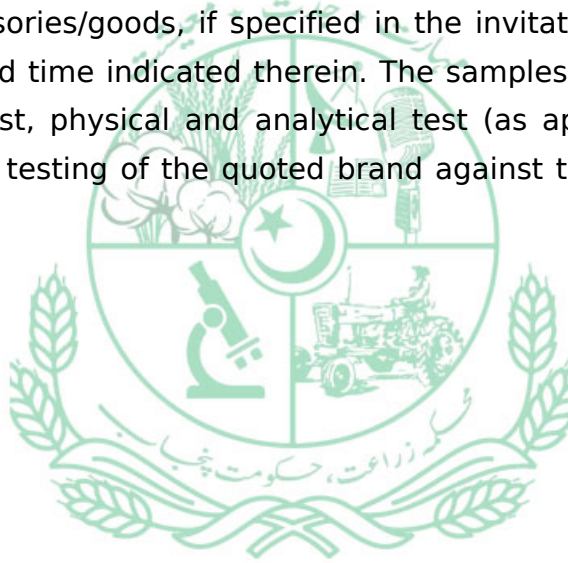 sories/goods, if specified in the invitat
d time indicated therein. The samples
st, physical and analytical test (as ap
testing of the quoted brand against t
محکمہ زراعت، حکومت پنجاب